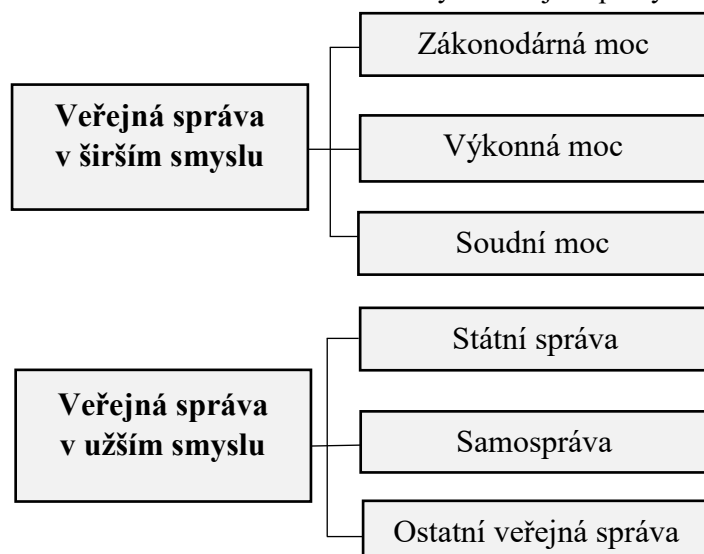 Zákonodárná moc
Veřejná správa
v širším smyslu
Výkonná moc
Soudní moc
Státní správa
Veřejná správa
v užším smyslu
Samospráva
Ostatní veřejná správa